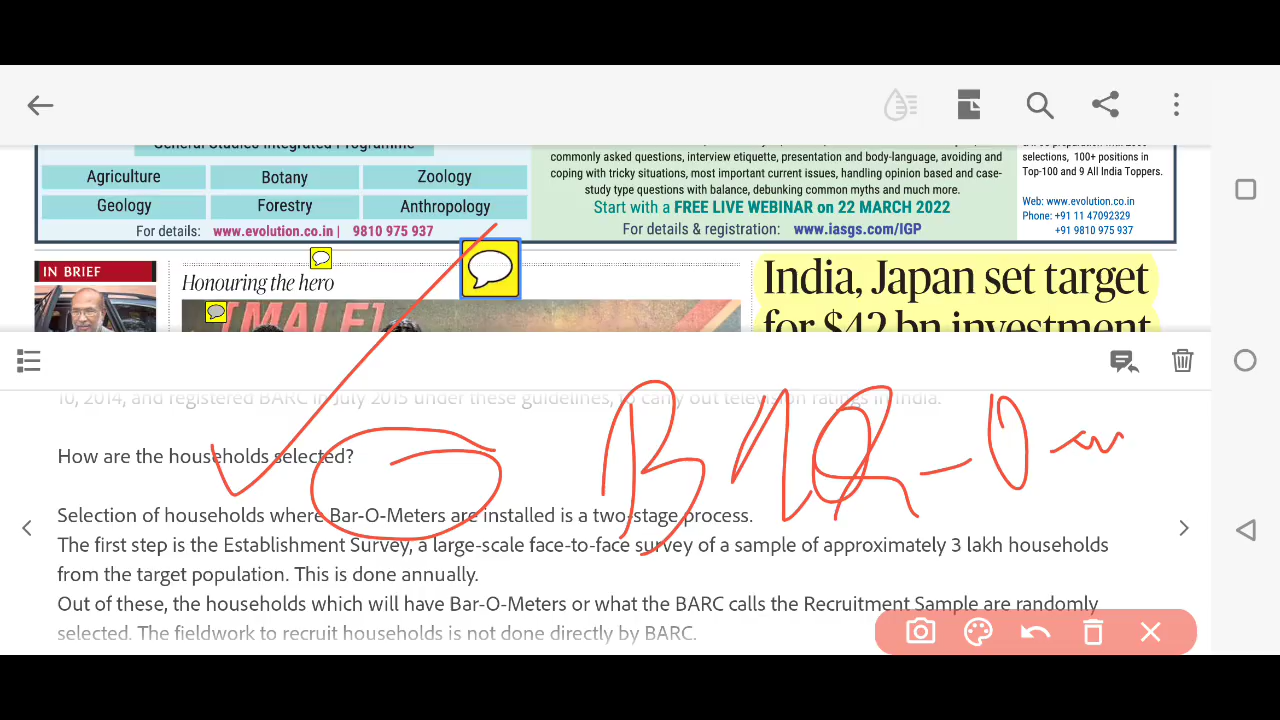 General Studies Integrated Programme
Agriculture Botany Zoology
Geology Forestry Anthropology
For details: www.evolution.co.in | 9810 975 937
commonly asked questions, interview etiquette, presentation and body-language, avoiding and
coping with tricky situations, most important current issues, handling opinion based and case-
study type questions with balance, debunking common myths and much more.
Start with a FREE LIVE WEBINAR on 22 MARCH 2022
For details & registration: www.iasgs.com/IGP
selections, 100+ positions in
Top-100 and 9 All India Toppers.
Web: www.evolution.co.in
Phone: +91 11 47092329
+91 9810 975 937
IN BRIEF
Honouring the hero
[MALE]
India, Japan set target
for $42 bn investment
10, 2014, and registered BARC in July 2015 under these guidelines, to carry out television ratings in India.
How are the households selected?
Selection of households where Bar-O-Meters are installed is a two-stage process.
The first step is the Establishment Survey, a large-scale face-to-face survey of a sample of approximately 3 lakh households
from the target population. This is done annually.
Out of these, the households which will have Bar-O-Meters or what the BARC calls the Recruitment Sample are randomly
selected. The fieldwork to recruit households is not done directly by BARC.
BAR-O-